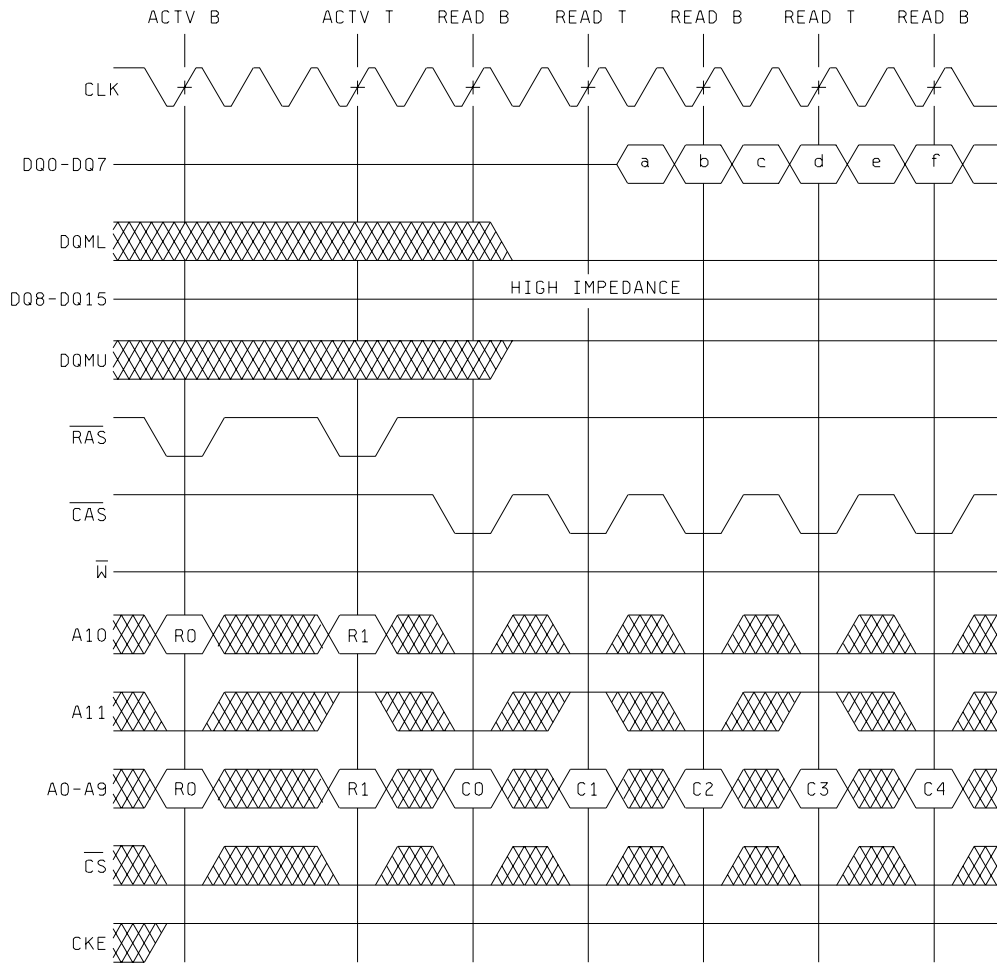 ACTV B ACTV T READ B READ T READ B READ T READ B
CLK
DQ0-DQ7 a b c d e f
DQML
HIGH IMPEDANCE
DQ8-DQ15
DQMU
RAS
CAS
W
A10 R0 R1
A11
A0-A9 R0 R1 C0 C1 C2 C3 C4
CS
CKE